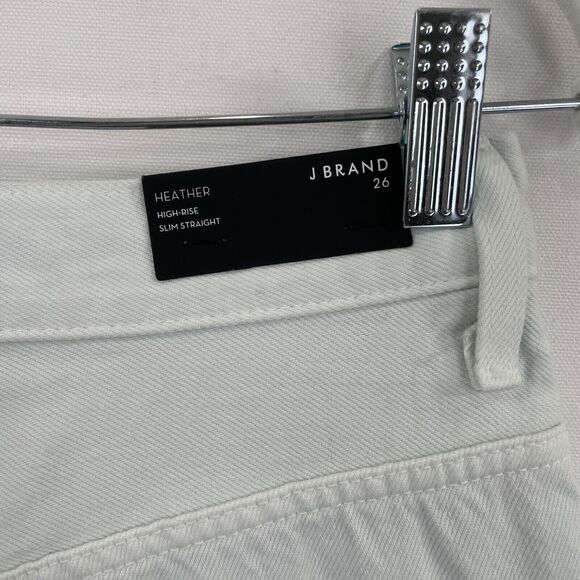 J BRAND
26
HEATHER
HIGH-RISE
SLIM STRAIGHT